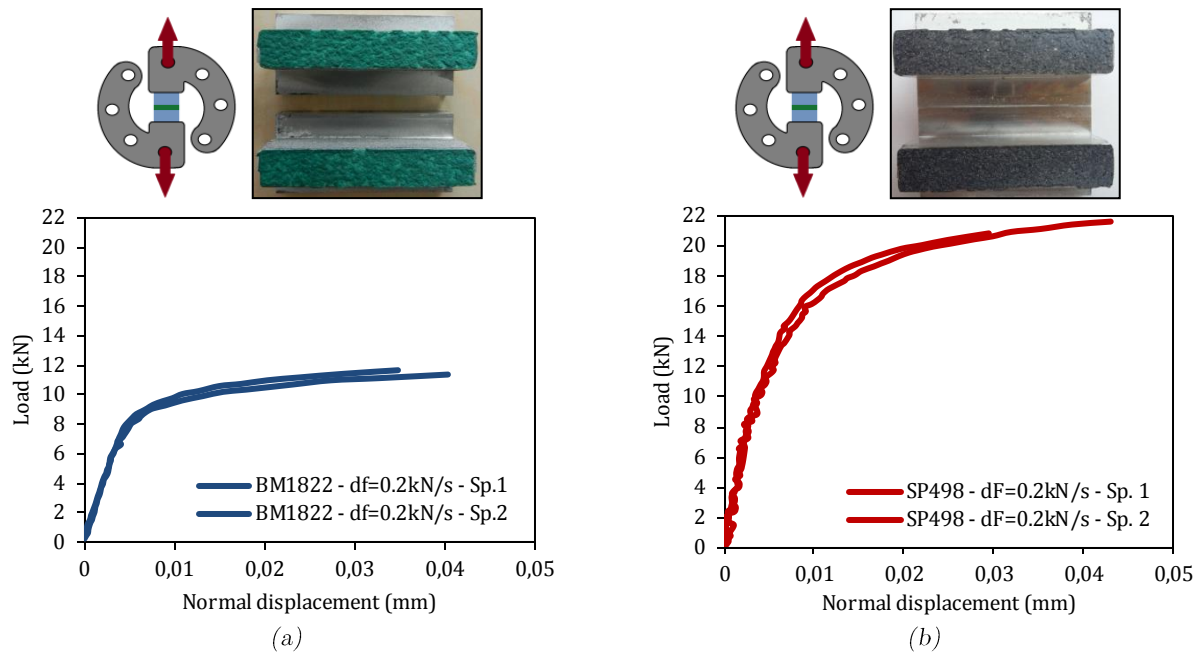 22
20
18
16
14
12
10
8
6
4
2
0
Load (kN)
BM1822 - df=0.2kN/s - Sp.1
BM1822 - df=0.2kN/s - Sp.2
0 0,01 0,02 0,03 0,04 0,05
Normal displacement (mm)
(a)
22
20
18
16
14
12
10
8
6
4
2
0
Load (kN)
SP498 - dF=0.2kN/s - Sp. 1
SP498 - dF=0.2kN/s - Sp. 2
0 0,01 0,02 0,03 0,04 0,05
Normal displacement (mm)
(b)